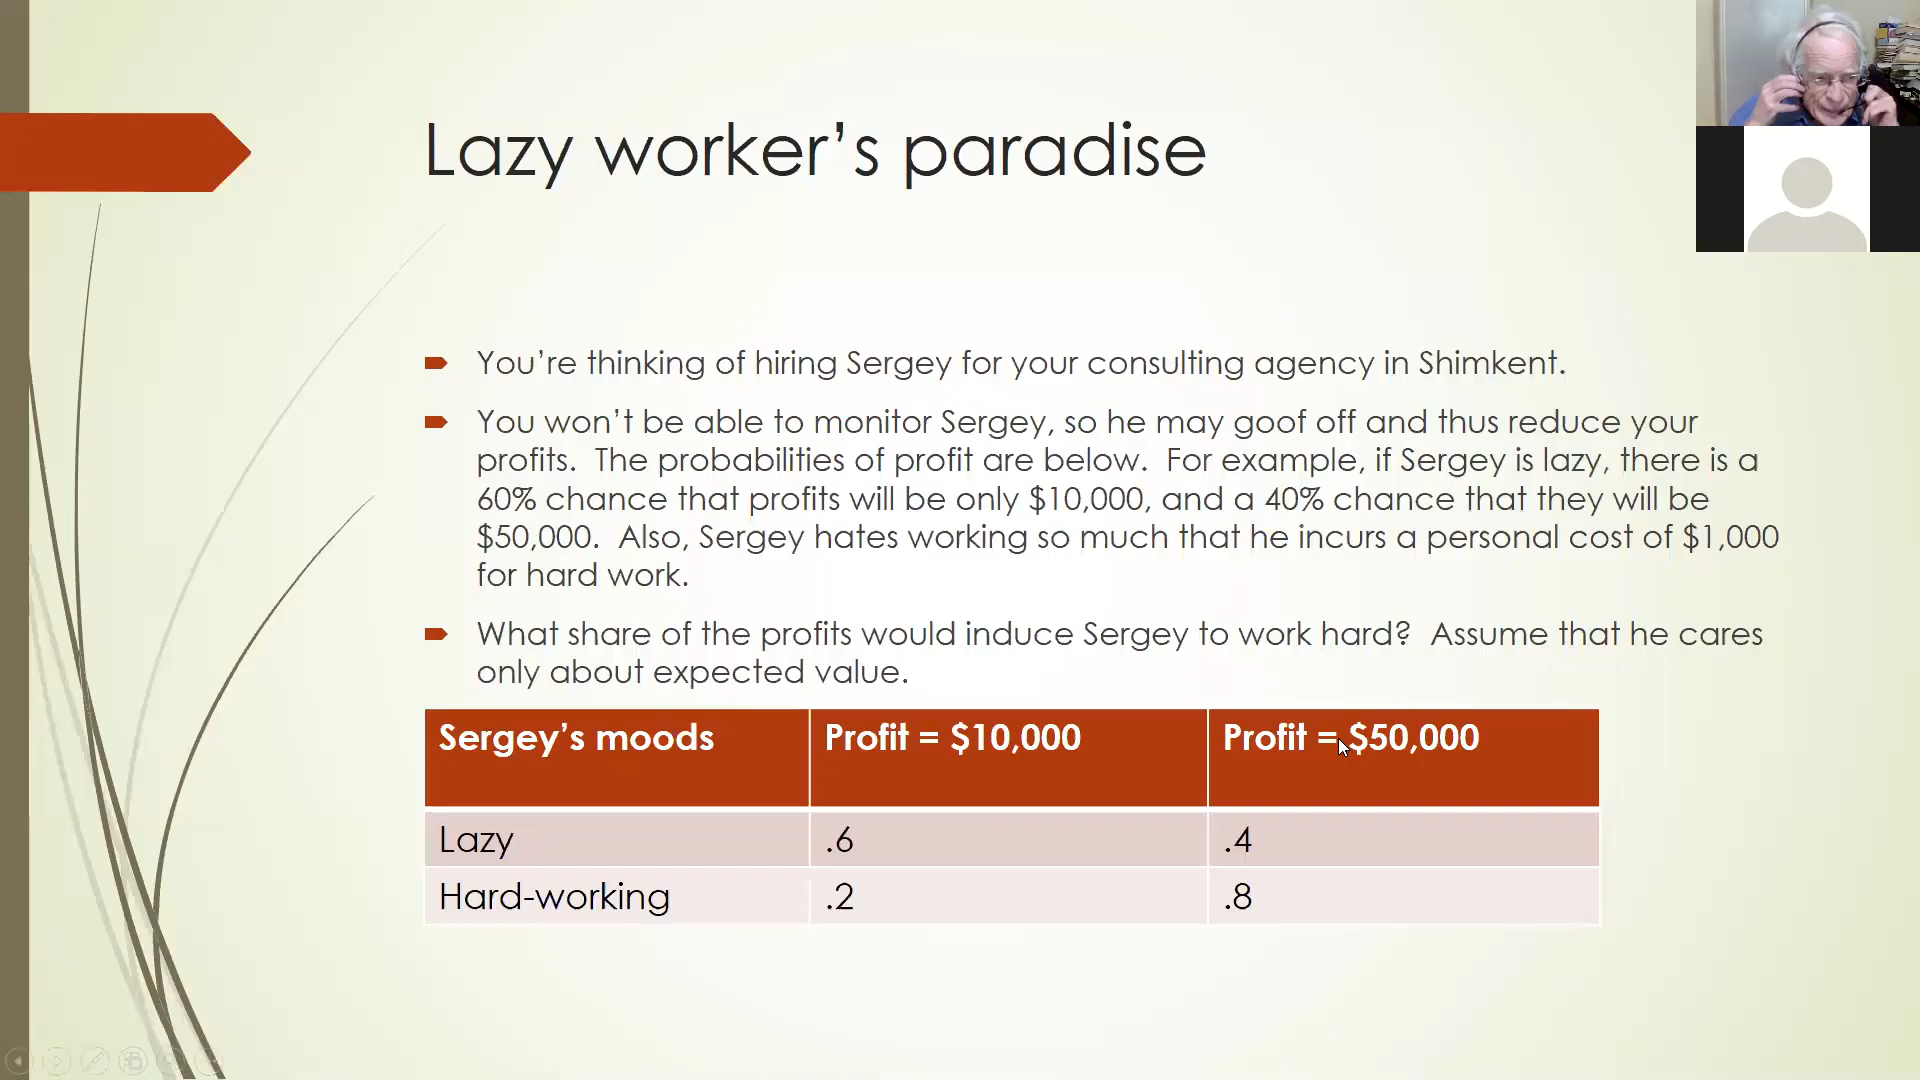 Lazy worker’s paradise
You’re thinking of hiring Sergey for your consulting agency in Shimkent.
You won’t be able to monitor Sergey, so he may goof off and thus reduce your
profits.  The probabilities of profit are below.  For example, if Sergey is lazy, there is a
60% chance that profits will be only $10,000, and a 40% chance that they will be
$50,000.  Also, Sergey hates working so much that he incurs a personal cost of $1,000
for hard work.
What share of the profits would induce Sergey to work hard?  Assume that he cares
only about expected value.
Sergey’s moods Profit = $10,000 Profit = $50,000
Lazy .6 .4
Hard-working .2 .8